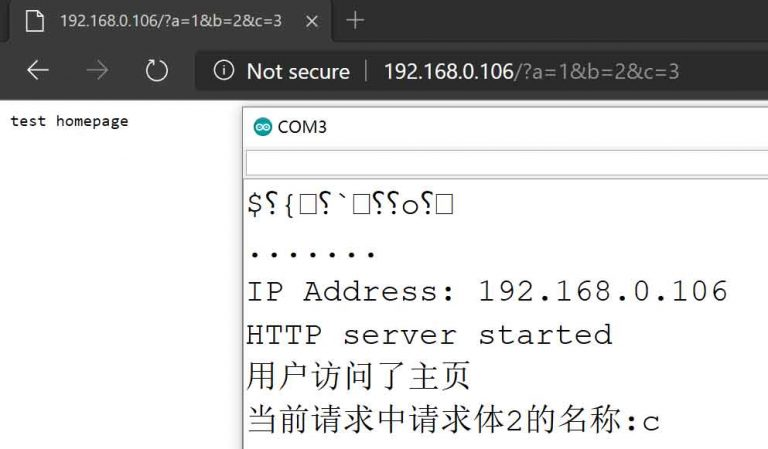 192.168.0.106/?a=1&b=2&c=3
Not secure | 192.168.0.106/?a=1&b=2&c=3
test homepage
COM3
$⸮{□⸮`□⸮⸮o⸮□
.......
IP Address: 192.168.0.106
HTTP server started
用户访问了主页
当前请求中请求体2的名称:c